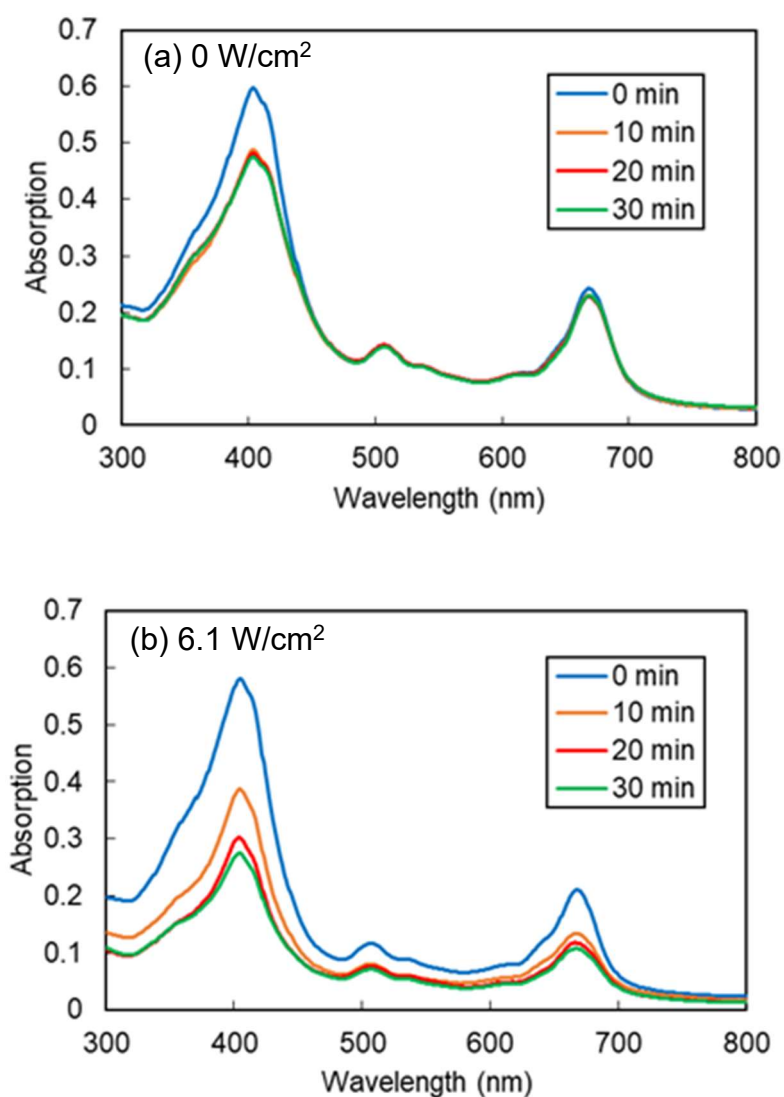 (a) 0 W/cm²
0.7
0.6
0.5
0.4
0.3
0.2
0.1
0
Absorption
0 min
10 min
20 min
30 min
300 400 500 600 700 800
Wavelength (nm)
(b) 6.1 W/cm²
0.7
0.6
0.5
0.4
0.3
0.2
0.1
0
Absorption
0 min
10 min
20 min
30 min
300 400 500 600 700 800
Wavelength (nm)